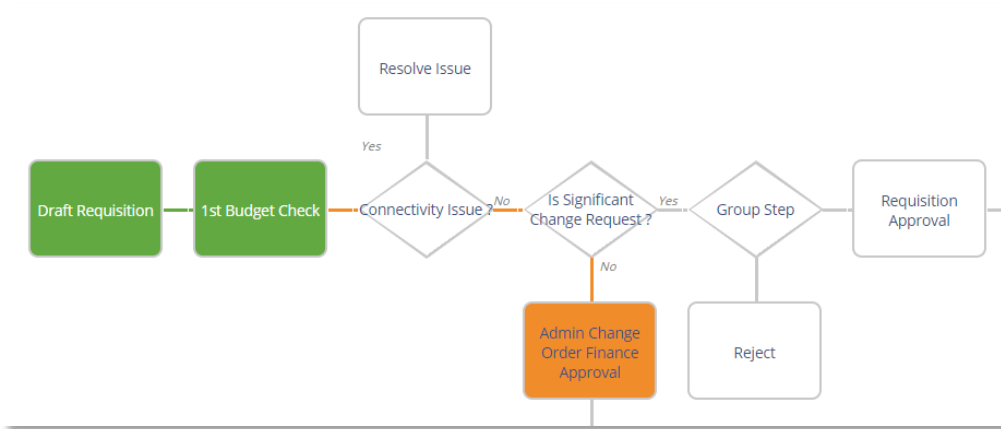 Resolve Issue
Yes
Draft Requisition
1st Budget Check
Connectivity Issue ?
No
Is Significant
Change Request ?
Yes
Group Step
Requisition
Approval
No
Admin Change
Order Finance
Approval
Reject